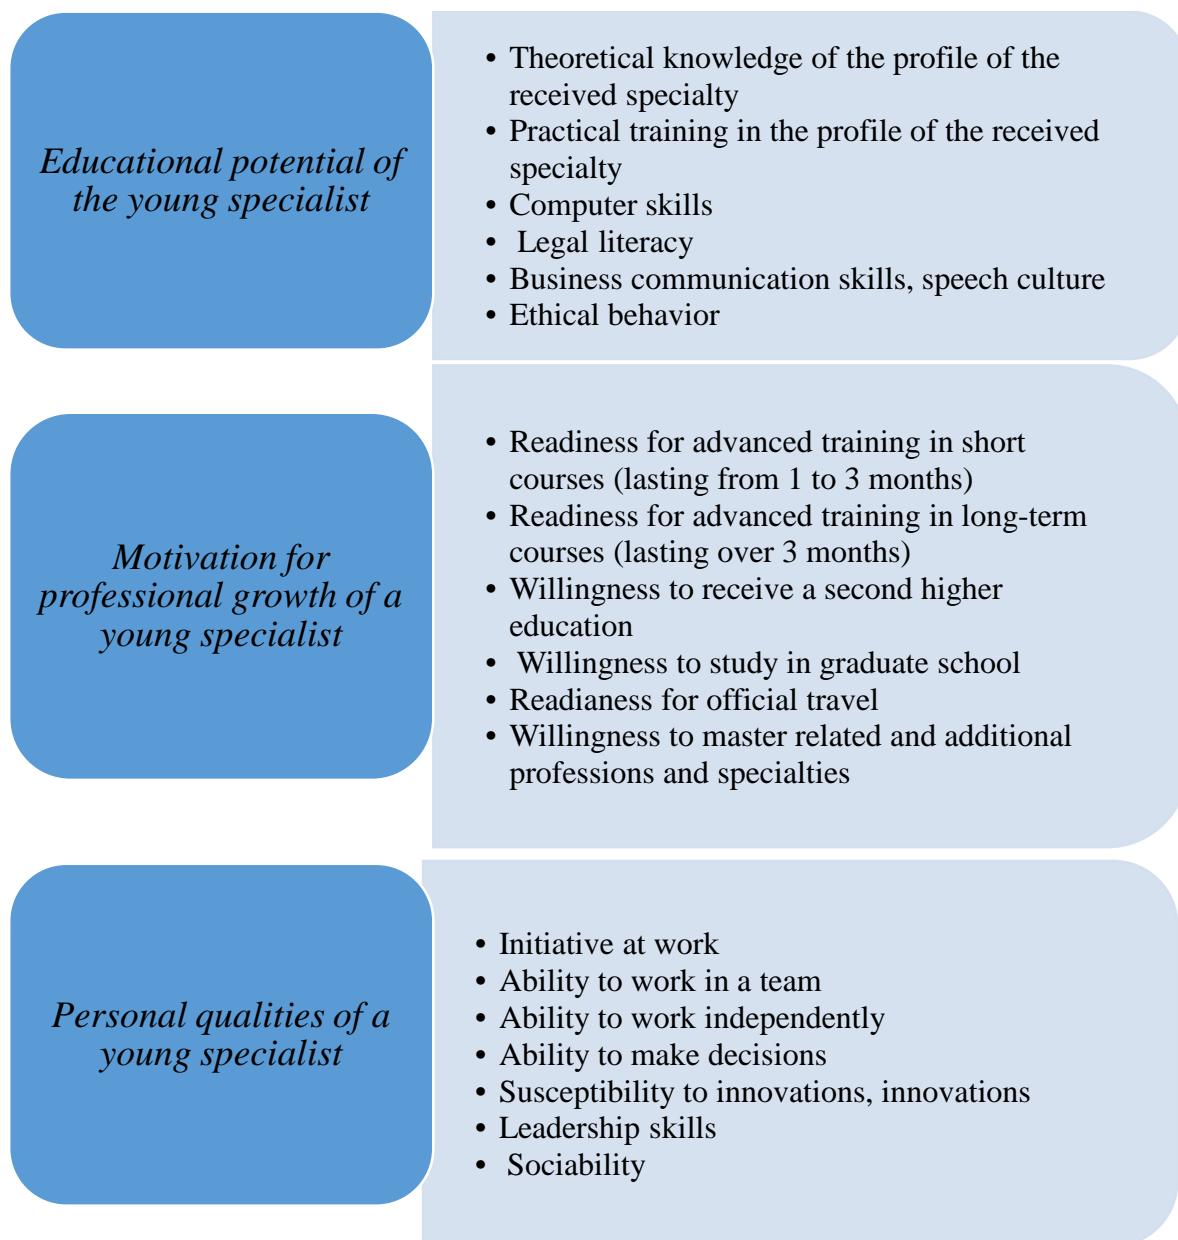 Educational potential of
the young specialist
• Theoretical knowledge of the profile of the
received specialty
• Practical training in the profile of the received
specialty
• Computer skills
• Legal literacy
• Business communication skills, speech culture
• Ethical behavior
Motivation for
professional growth of a
young specialist
• Readiness for advanced training in short
courses (lasting from 1 to 3 months)
• Readiness for advanced training in long-term
courses (lasting over 3 months)
• Willingness to receive a second higher
education
• Willingness to study in graduate school
• Readianess for official travel
• Willingness to master related and additional
professions and specialties
Personal qualities of a
young specialist
• Initiative at work
• Ability to work in a team
• Ability to work independently
• Ability to make decisions
• Susceptibility to innovations, innovations
• Leadership skills
• Sociability